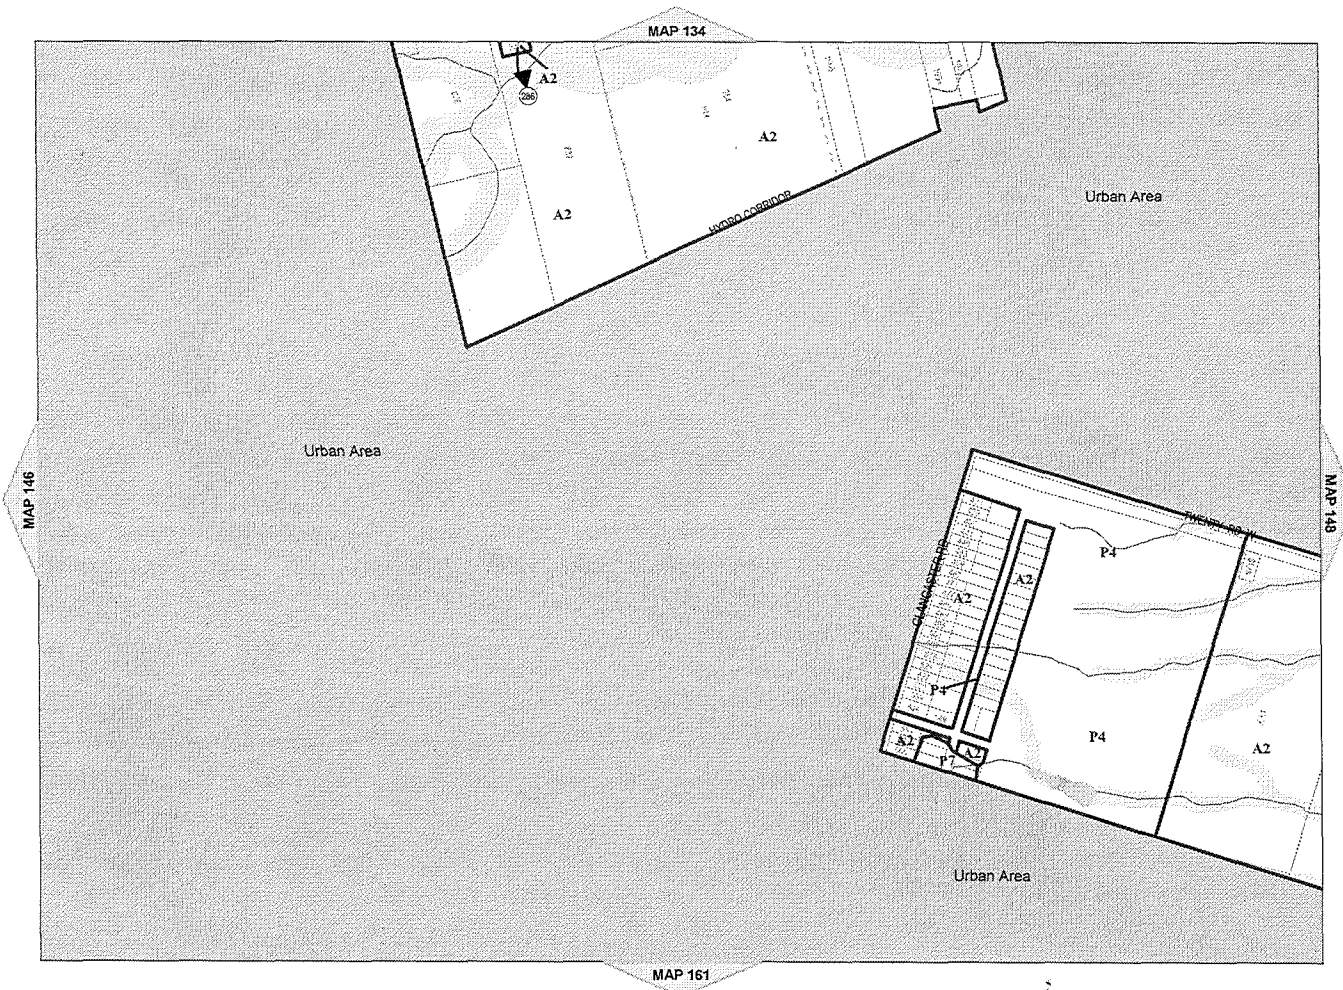 MAP 134
A2
286
A2
A2
HYDRO CORRIDOR
Urban Area
Urban Area
MAP 146
MAP 148
TWENTY RD W
P4
GLANCASTER RD
A2
A2
P4
P4
A2
A2
P7
A2
Urban Area
MAP 161